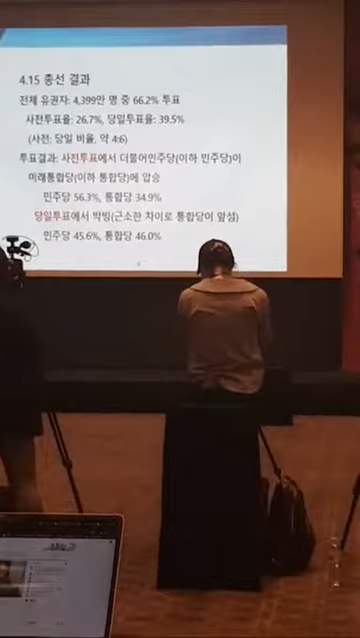 4.15 총선 결과
전체 유권자: 4,399만 명 중 66.2% 투표
사전투표율: 26.7%, 당일투표율: 39.5%
(사전: 당일 비율, 약 4:6)
투표결과: 사전투표에서 더불어민주당(이하 민주당)이
미래통합당(이하 통합당)에 압승
민주당 56.3%, 통합당 34.9%
당일투표에서 박빙(근소한 차이로 통합당이 앞섬)
민주당 45.6%, 통합당 46.0%